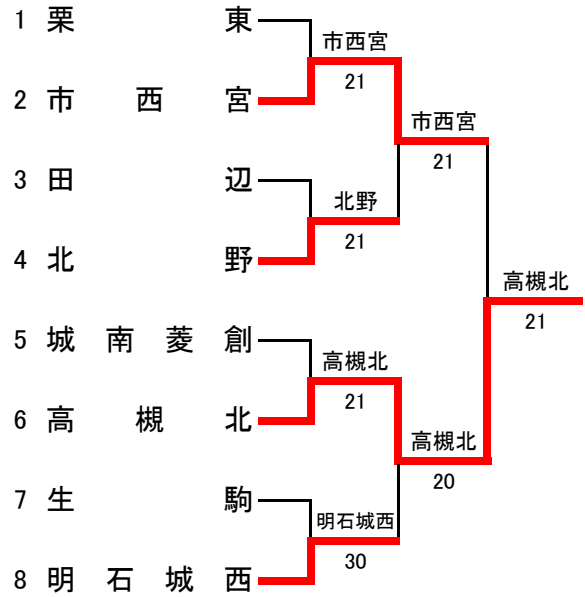 1 栗東
市西宮
21
2 市西宮
市西宮
21
3 田辺
北野
21
4 北野
高槻北
21
5 城南菱創
高槻北
21
6 高槻北
高槻北
20
7 生駒
明石城西
30
8 明石城西